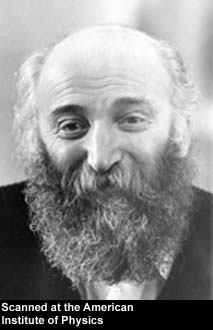 Scanned at the American
Institute of Physics